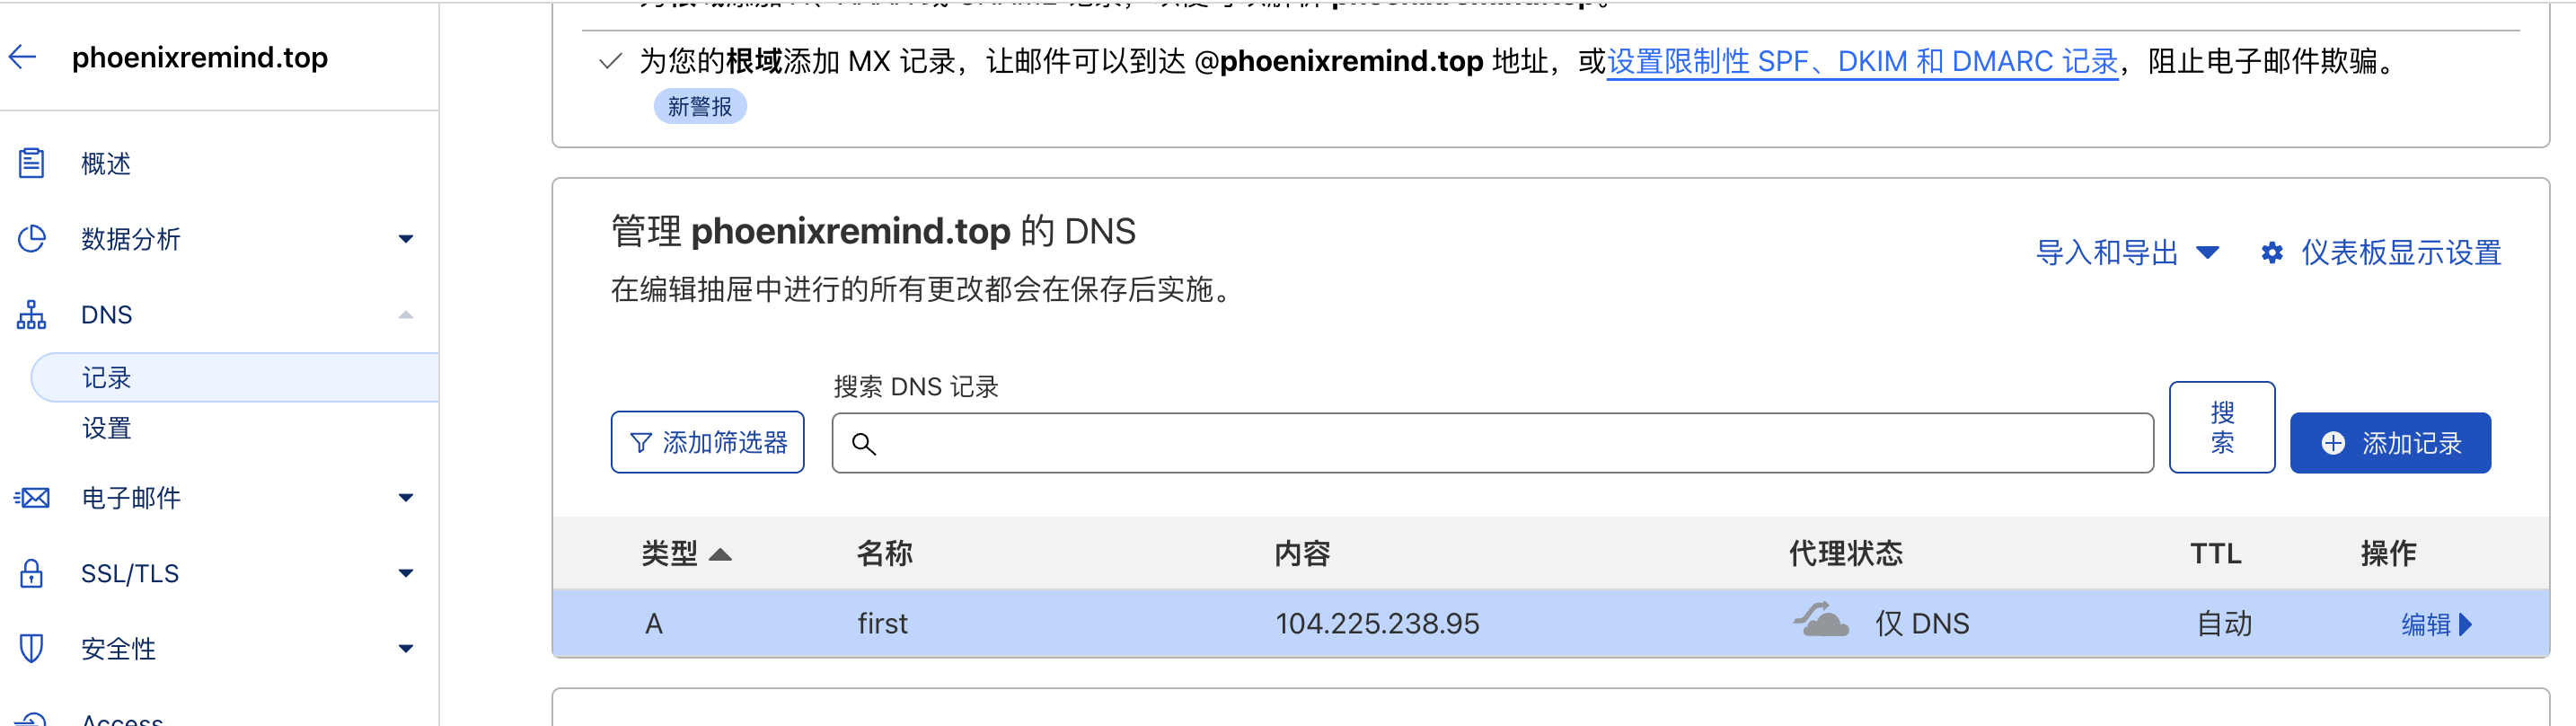 phoenixremind.top
概述
数据分析
DNS
记录
设置
电子邮件
SSL/TLS
安全性
Access
为您的根域添加 MX 记录，让邮件可以到达 @phoenixremind.top 地址，或设置限制性 SPF、DKIM 和 DMARC 记录，阻止电子邮件欺骗。
新警报
管理 phoenixremind.top 的 DNS
在编辑抽屉中进行的所有更改都会在保存后实施。
导入和导出 仪表板显示设置
搜索 DNS 记录
添加筛选器
搜
索
添加记录
类型 名称 内容 代理状态 TTL 操作
A first 104.225.238.95 仅 DNS 自动 编辑